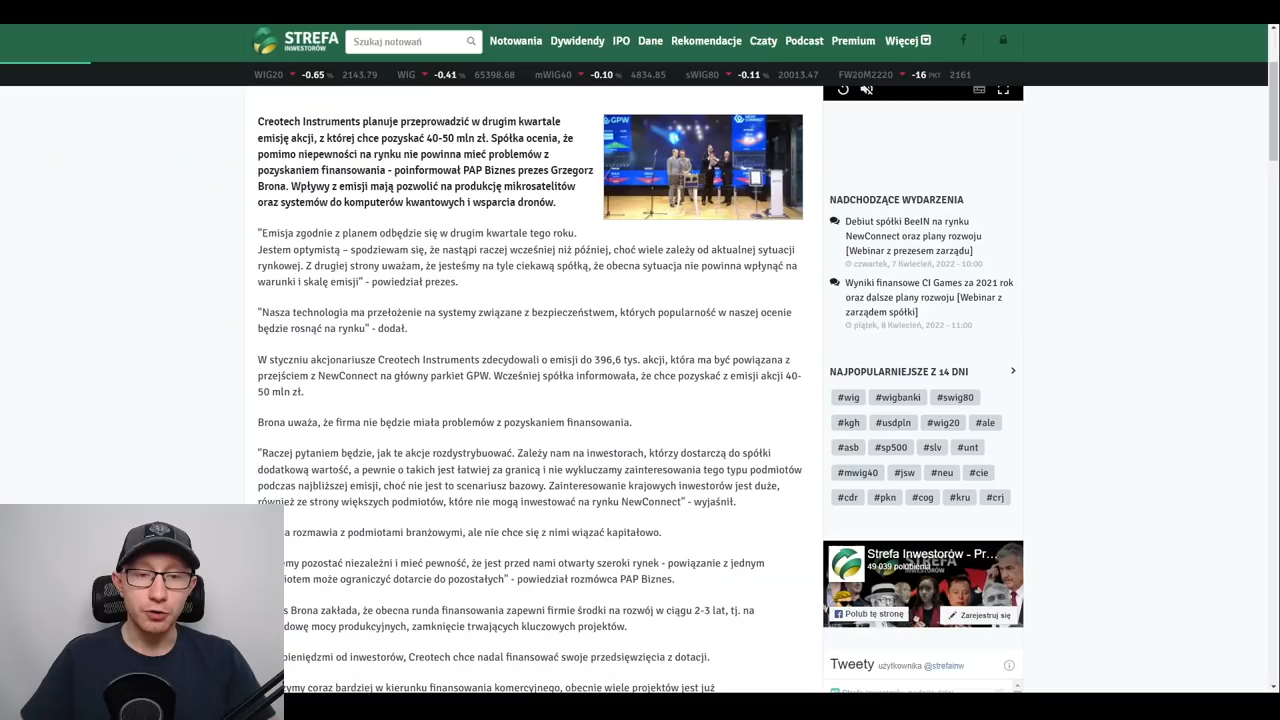 STREFA
INWESTORÓW
Szukaj notowań
Notowania Dywidendy IPO Dane Rekomendacje Czaty Podcast Premium Więcej
WIG20 -0.65 % 2143.79 WIG -0.41 % 65398.68 mWIG40 -0.10 % 4834.85 sWIG80 -0.11 % 20013.47 FW20M2220 -16 PKT 2161
Creotech Instruments planuje przeprowadzić w drugim kwartale
emisję akcji, z której chce pozyskać 40-50 mln zł. Spółka ocenia, że
pomimo niepewności na rynku nie powinna mieć problemów z
pozyskaniem finansowania - poinformował PAP Biznes prezes Grzegorz
Brona. Wpływy z emisji mają pozwolić na produkcję mikrosatelitów
oraz systemów do komputerów kwantowych i wsparcia dronów.
GPW
"Emisja zgodnie z planem odbędzie się w drugim kwartale tego roku.
Jestem optymistą – spodziewam się, że nastąpi raczej wcześniej niż później, choć wiele zależy od aktualnej sytuacji
rynkowej. Z drugiej strony uważam, że jesteśmy na tyle ciekawą spółką, że obecna sytuacja nie powinna wpłynąć na
warunki i skalę emisji" - powiedział prezes.
"Nasza technologia ma przełożenie na systemy związane z bezpieczeństwem, których popularność w naszej ocenie
będzie rosnąć na rynku" - dodał.
W styczniu akcjonariusze Creotech Instruments zdecydowali o emisji do 396,6 tys. akcji, która ma być powiązana z
przejściem z NewConnect na główny parkiet GPW. Wcześniej spółka informowała, że chce pozyskać z emisji akcji 40-
50 mln zł.
Brona uważa, że firma nie będzie miała problemów z pozyskaniem finansowania.
"Raczej pytaniem będzie, jak te akcje rozdystrybuować. Zależy nam na inwestorach, którzy dostarczą do spółki
dodatkową wartość, a pewnie o takich jest łatwiej za granicą i nie wykluczamy zainteresowania tego typu podmiotów
podczas najbliższej emisji, choć nie jest to scenariusz bazowy. Zainteresowanie krajowych inwestorów jest duże,
również ze strony większych podmiotów, które nie mogą inwestować na rynku NewConnect" - wyjaśnił.
rozmawia z podmiotami branżowymi, ale nie chce się z nimi wiązać kapitałowo.
pozostać niezależni i mieć pewność, że jest przed nami otwarty szeroki rynek - powiązanie z jednym
może ograniczyć dotarcie do pozostałych" - powiedział rozmówca PAP Biznes.
Brona zakłada, że obecna runda finansowania zapewni firmie środki na rozwój w ciągu 2-3 lat, tj. na
mocy produkcyjnych, zamknięcie trwających kluczowych projektów.
od inwestorów, Creotech chce nadal finansować swoje przedsięwzięcia z dotacji.
coraz bardziej w kierunku finansowania komercyjnego, obecnie wiele projektów jest już
NADCHODZĄCE WYDARZENIA
Debiut spółki BeeIN na rynku
NewConnect oraz plany rozwoju
[Webinar z prezesem zarządu]
czwartek, 7 Kwiecień, 2022 - 10:00
Wyniki finansowe CI Games za 2021 rok
oraz dalsze plany rozwoju [Webinar z
zarządem spółki]
piątek, 8 Kwiecień, 2022 - 11:00
NAJPOPULARNIEJSZE Z 14 DNI
#wig #wigbanki #swig80
#kgh #usdpln #wig20 #ale
#asb #sp500 #slv #unt
#mwig40 #jsw #neu #cie
#cdr #pkn #cog #kru #crj
Strefa Inwestorów - Pr...
49 039 polubienia
Polub tę stronę
Zarejestruj się
Tweety użytkownika @strefainw